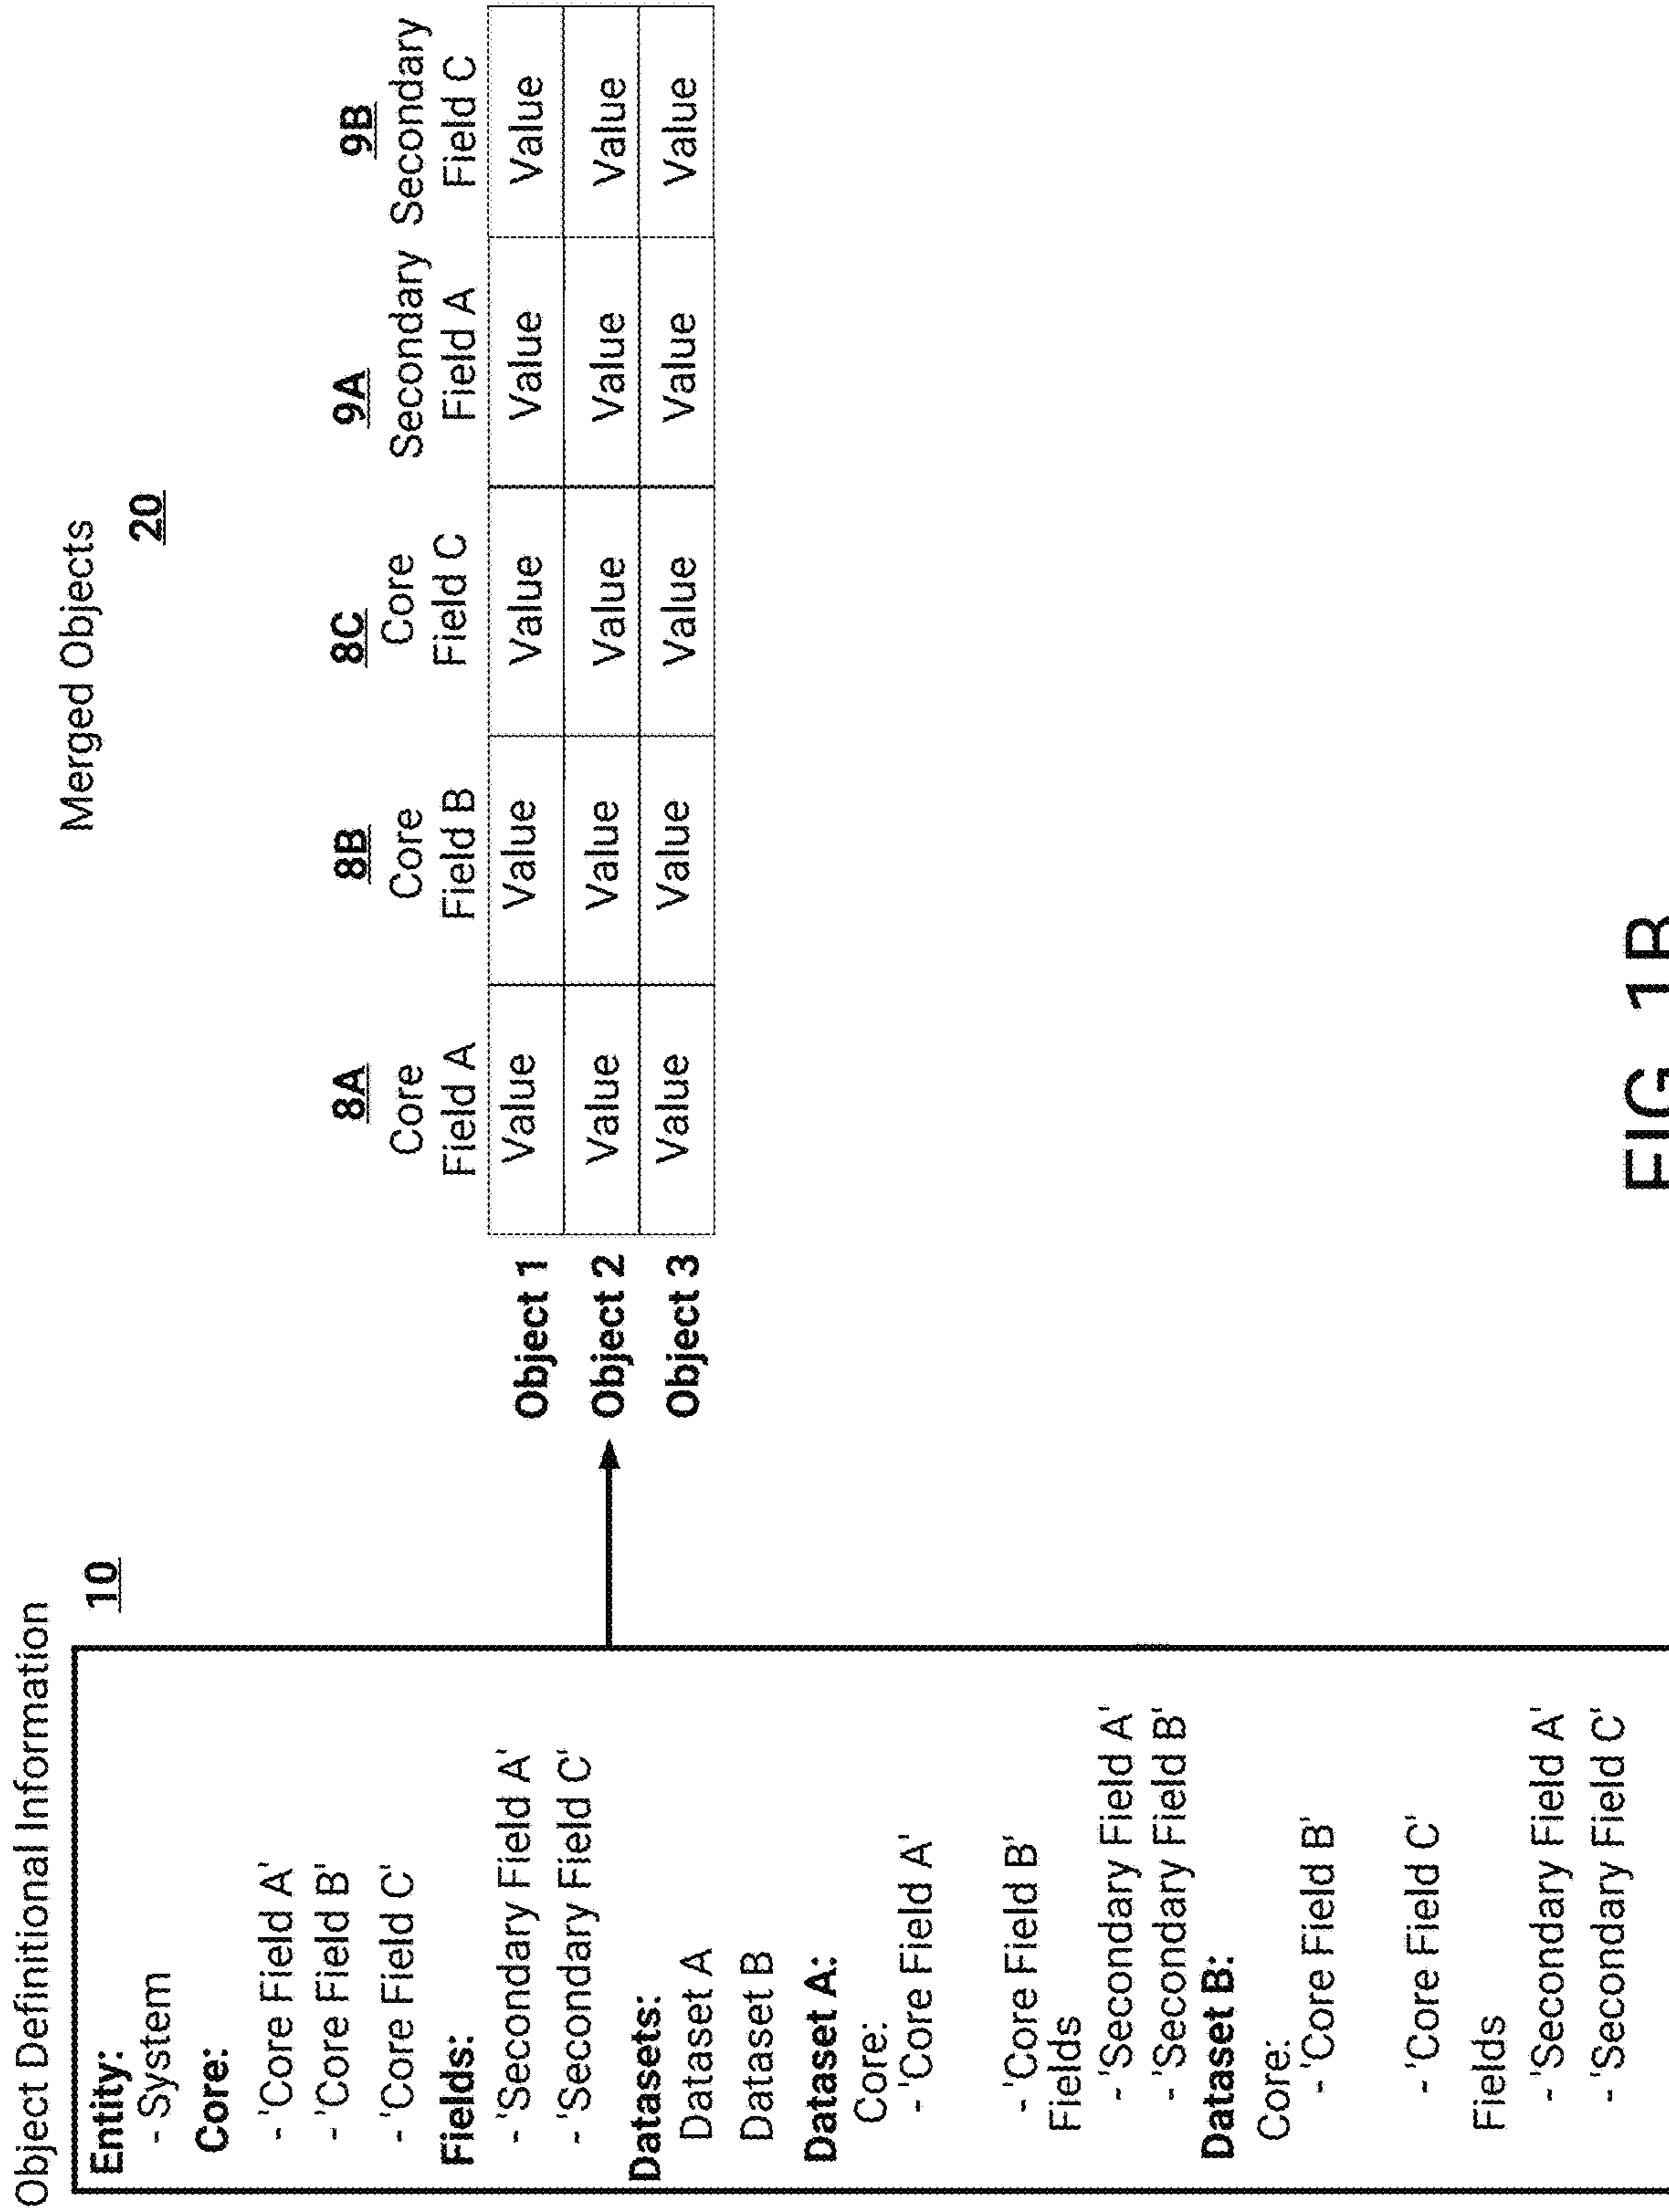 Object Definitional Information
10
Entity:
- System
Core:
- 'Core Field A'
- 'Core Field B'
- 'Core Field C'
Fields:
- 'Secondary Field A'
- 'Secondary Field C'
Datasets:
Dataset A
Dataset B
Dataset A:
Core:
- 'Core Field A'
- 'Core Field B'
Fields
- 'Secondary Field A'
- 'Secondary Field B'
Dataset B:
Core:
- 'Core Field B'
- 'Core Field C'
Fields
- 'Secondary Field A'
- 'Secondary Field C'
Merged Objects
20
8A 8B 8C 9A 9B
Core Core Core Secondary Secondary
Field A Field B Field C Field A Field C
Object 1 Value Value Value Value Value
Object 2 Value Value Value Value Value
Object 3 Value Value Value Value Value
FIG. 1B